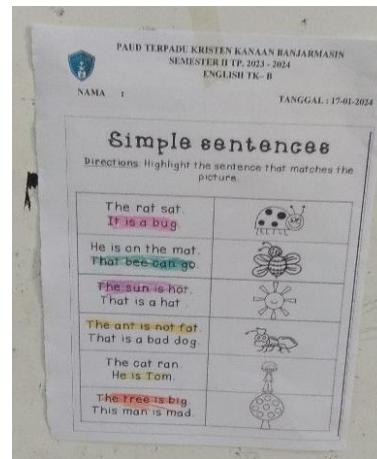 PAUD TERPADU KRISTEN KANAAN BANJARMASIN
SEMESTER II TP. 2023 - 2024
ENGLISH TK- B
NAMA :
TANGGAL : 17-01-2024
Simple sentences
Directions: Highlight the sentence that matches the
picture.
The rat sat.
It is a bug.
He is on the mat.
That bee can go.
The sun is hot.
That is a hat.
The ant is not fat.
That is a bad dog.
The cat ran.
He is Tom.
The tree is big.
This man is mad.